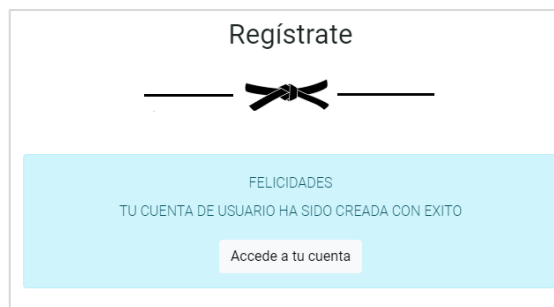 Regístrate
FELICIDADES
TU CUENTA DE USUARIO HA SIDO CREADA CON EXITO
Accede a tu cuenta